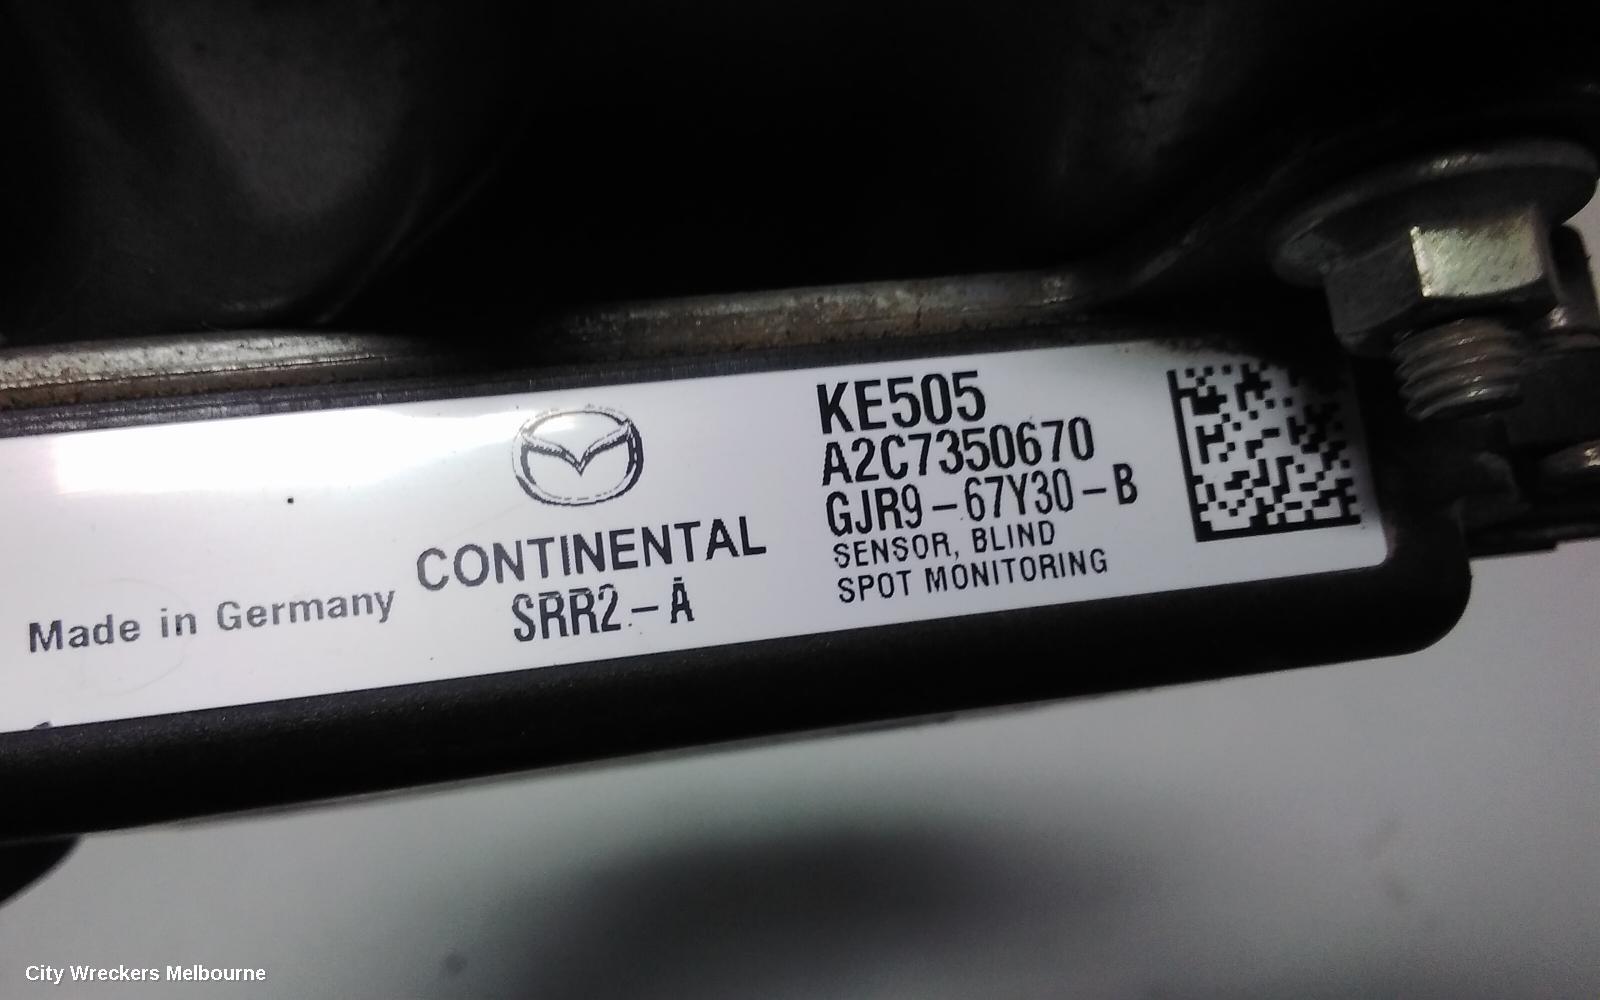 Made in Germany
CONTINENTAL
SRR2-A
KE505
A2C7350670
GJR9-67Y30-B
SENSOR, BLIND
SPOT MONITORING
City Wreckers Melbourne